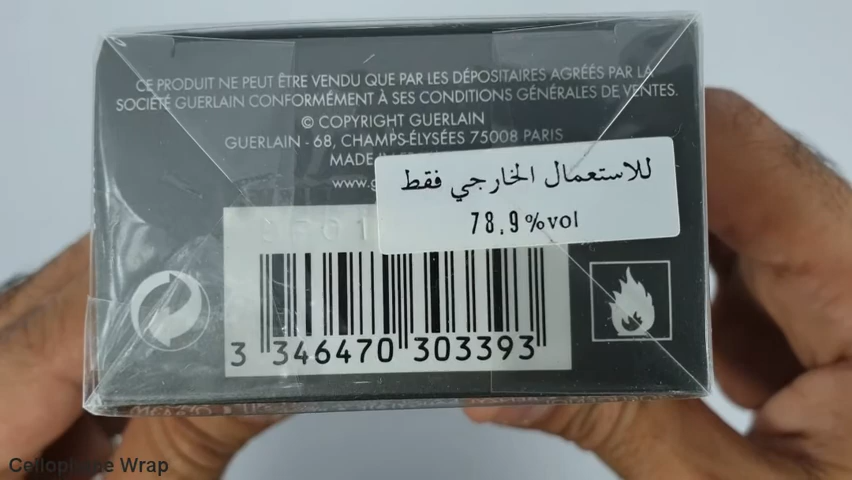 CE PRODUIT NE PEUT ÊTRE VENDU QUE PAR LES DÉPOSITAIRES AGRÉÉS PAR LA
SOCIÉTÉ GUERLAIN CONFORMÉMENT À SES CONDITIONS GÉNÉRALES DE VENTES.
© COPYRIGHT GUERLAIN
GUERLAIN - 68, CHAMPS-ÉLYSÉES 75008 PARIS
MADE
www.g
للاستعمال الخارجي فقط
78.9%vol
3 346470 303393
Cellophane Wrap